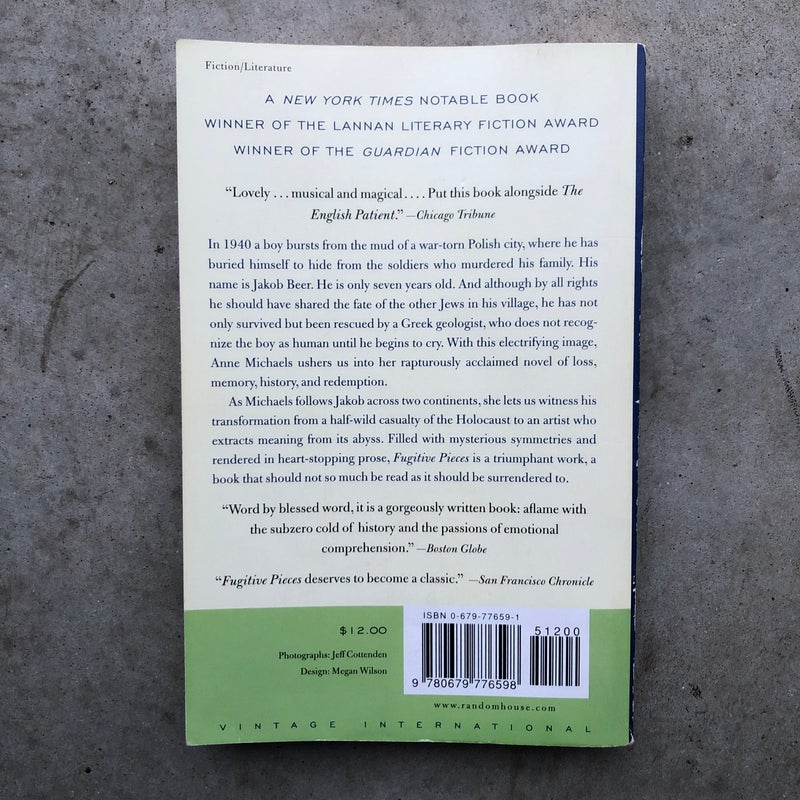 Fiction/Literature
A NEW YORK TIMES NOTABLE BOOK
WINNER OF THE LANNAN LITERARY FICTION AWARD
WINNER OF THE GUARDIAN FICTION AWARD
“Lovely . . . musical and magical . . . . Put this book alongside The
English Patient.” —Chicago Tribune
In 1940 a boy bursts from the mud of a war-torn Polish city, where he has
buried himself to hide from the soldiers who murdered his family. His
name is Jakob Beer. He is only seven years old. And although by all rights
he should have shared the fate of the other Jews in his village, he has not
only survived but been rescued by a Greek geologist, who does not recog-
nize the boy as human until he begins to cry. With this electrifying image,
Anne Michaels ushers us into her rapturously acclaimed novel of loss,
memory, history, and redemption.
As Michaels follows Jakob across two continents, she lets us witness his
transformation from a half-wild casualty of the Holocaust to an artist who
extracts meaning from its abyss. Filled with mysterious symmetries and
rendered in heart-stopping prose, Fugitive Pieces is a triumphant work, a
book that should not so much be read as it should be surrendered to.
“Word by blessed word, it is a gorgeously written book: aflame with
the subzero cold of history and the passions of emotional
comprehension.” —Boston Globe
“Fugitive Pieces deserves to become a classic.” —San Francisco Chronicle
$12.00
Photographs: Jeff Cottenden
Design: Megan Wilson
ISBN 0-679-77659-1
51200
9 780679 776598
www.randomhouse.com
VINTAGE INTERNATIONAL